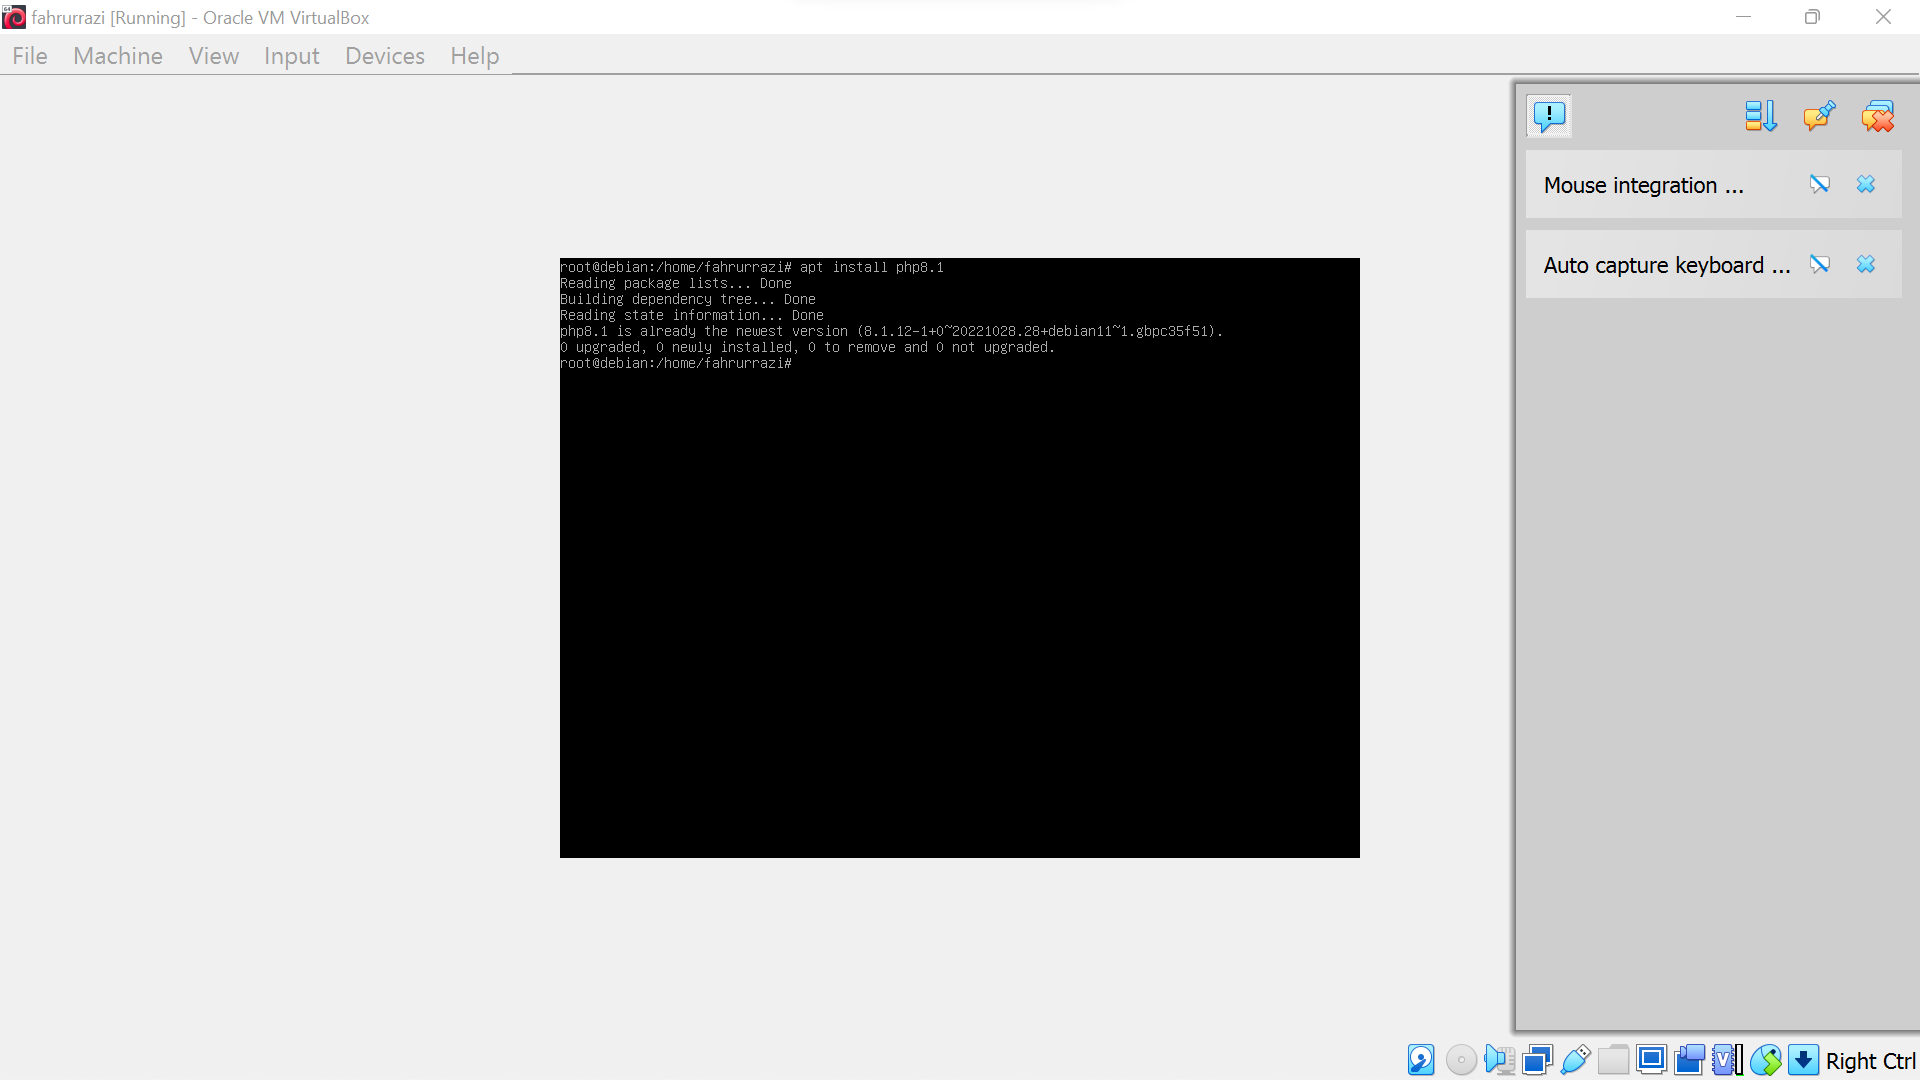 fahrurrazi [Running] - Oracle VM VirtualBox
File Machine View Input Devices Help
root@debian:/home/fahrurrazi# apt install php8.1
Reading package lists... Done
Building dependency tree... Done
Reading state information... Done
php8.1 is already the newest version (8.1.12-1+0~20221028.28+debian11~1.gbpc35f51).
0 upgraded, 0 newly installed, 0 to remove and 0 not upgraded.
root@debian:/home/fahrurrazi#
Mouse integration ...
Auto capture keyboard ...
Right Ctrl